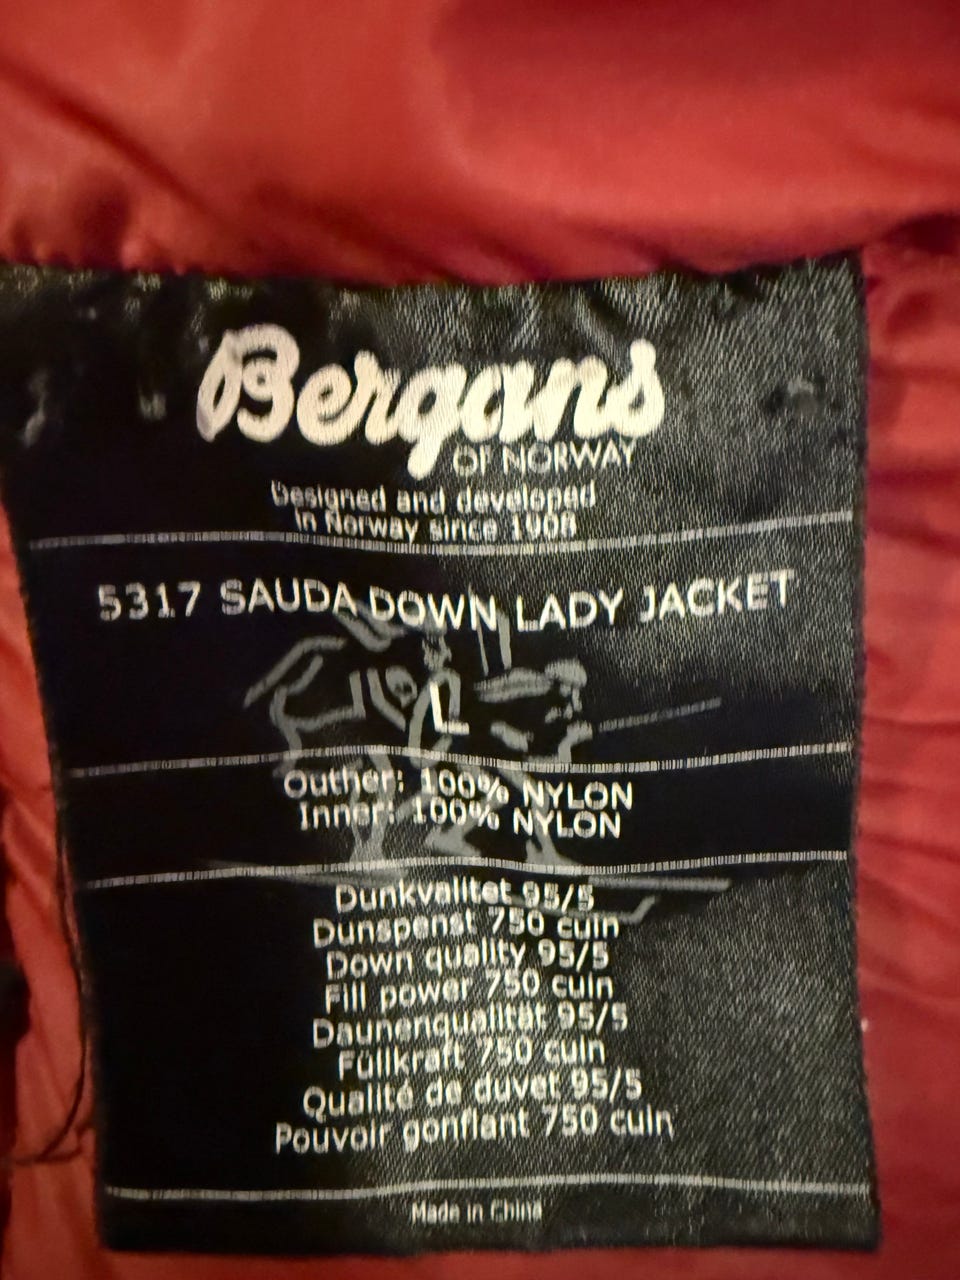 Bergans
OF NORWAY
Designed and developed
in Norway since 1908
5317 SAUDA DOWN LADY JACKET
L
Outher: 100% NYLON
Inner: 100% NYLON
Dunkvalitet 95/5
Dunspenst 750 cuin
Down quality 95/5
Fill power 750 cuin
Daunenqualität 95/5
Füllkraft 750 cuin
Qualité de duvet 95/5
Pouvoir gonflant 750 cuin
Made in China